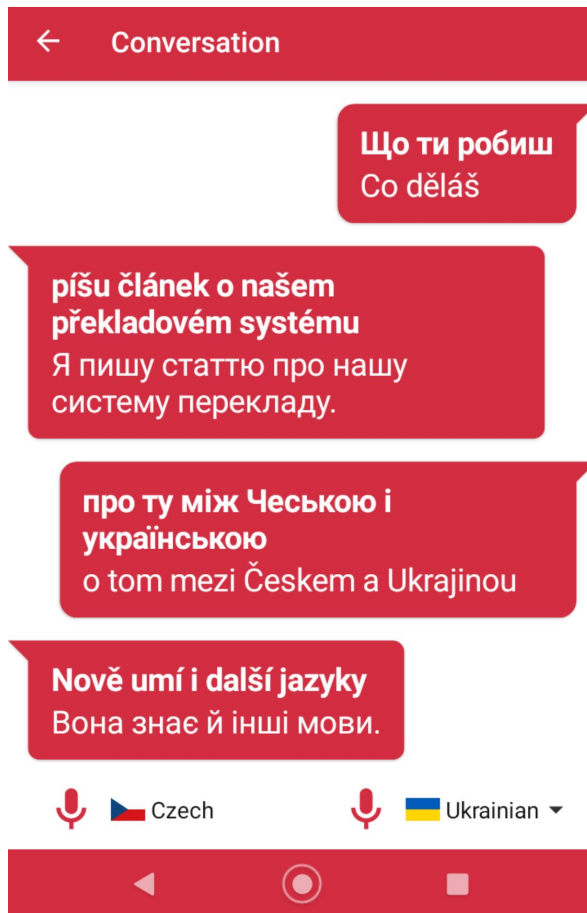 Conversation
Що ти робиш
Co děláš
píšu článek o našem
překladovém systému
Я пишу статтю про нашу
систему перекладу.
про ту між Чеською і
українською
o tom mezi Českem a Ukrajinou
Nově umí i další jazyky
Вона знає й інші мови.
Czech
Ukrainian